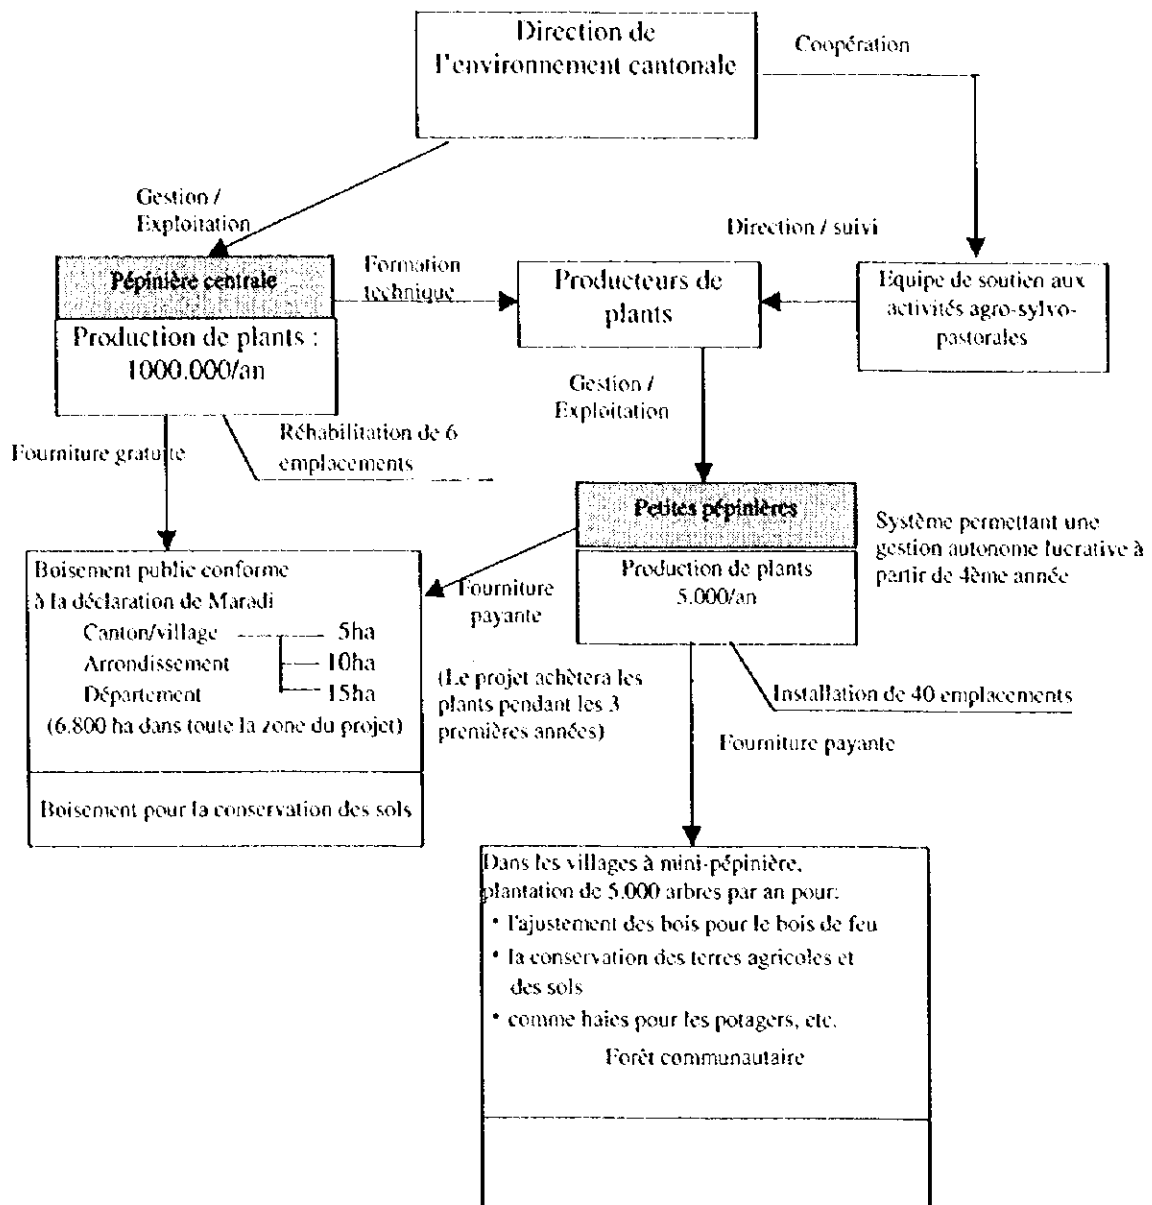 Direction de
l'environnement cantonale
Coopération
Gestion /
Exploitation
Direction / suivi
Pépinière centrale
Production de plants :
1000.000/an
Formation
technique
Producteurs de
plants
Equipe de soutien aux
activités agro-sylvo-
pastorales
Gestion /
Exploitation
Fourniture gratuite
Réhabilitation de 6
emplacements
Petites pépinières
Production de plants
5.000/an
Système permettant une
gestion autonome lucrative à
partir de 4ème année
Boisement public conforme
à la déclaration de Maradi
Canton/village 5ha
Arrondissement 10ha
Département 15ha
(6.800 ha dans toute la zone du projet)
Boisement pour la conservation des sols
Fourniture
payante
(Le projet achètera les
plants pendant les 3
premières années)
Installation de 40 emplacements
Fourniture payante
Dans les villages à mini-pépinière,
plantation de 5.000 arbres par an pour:
• l'ajustement des bois pour le bois de feu
• la conservation des terres agricoles et
des sols
• comme haies pour les potagers, etc.
Forêt communautaire